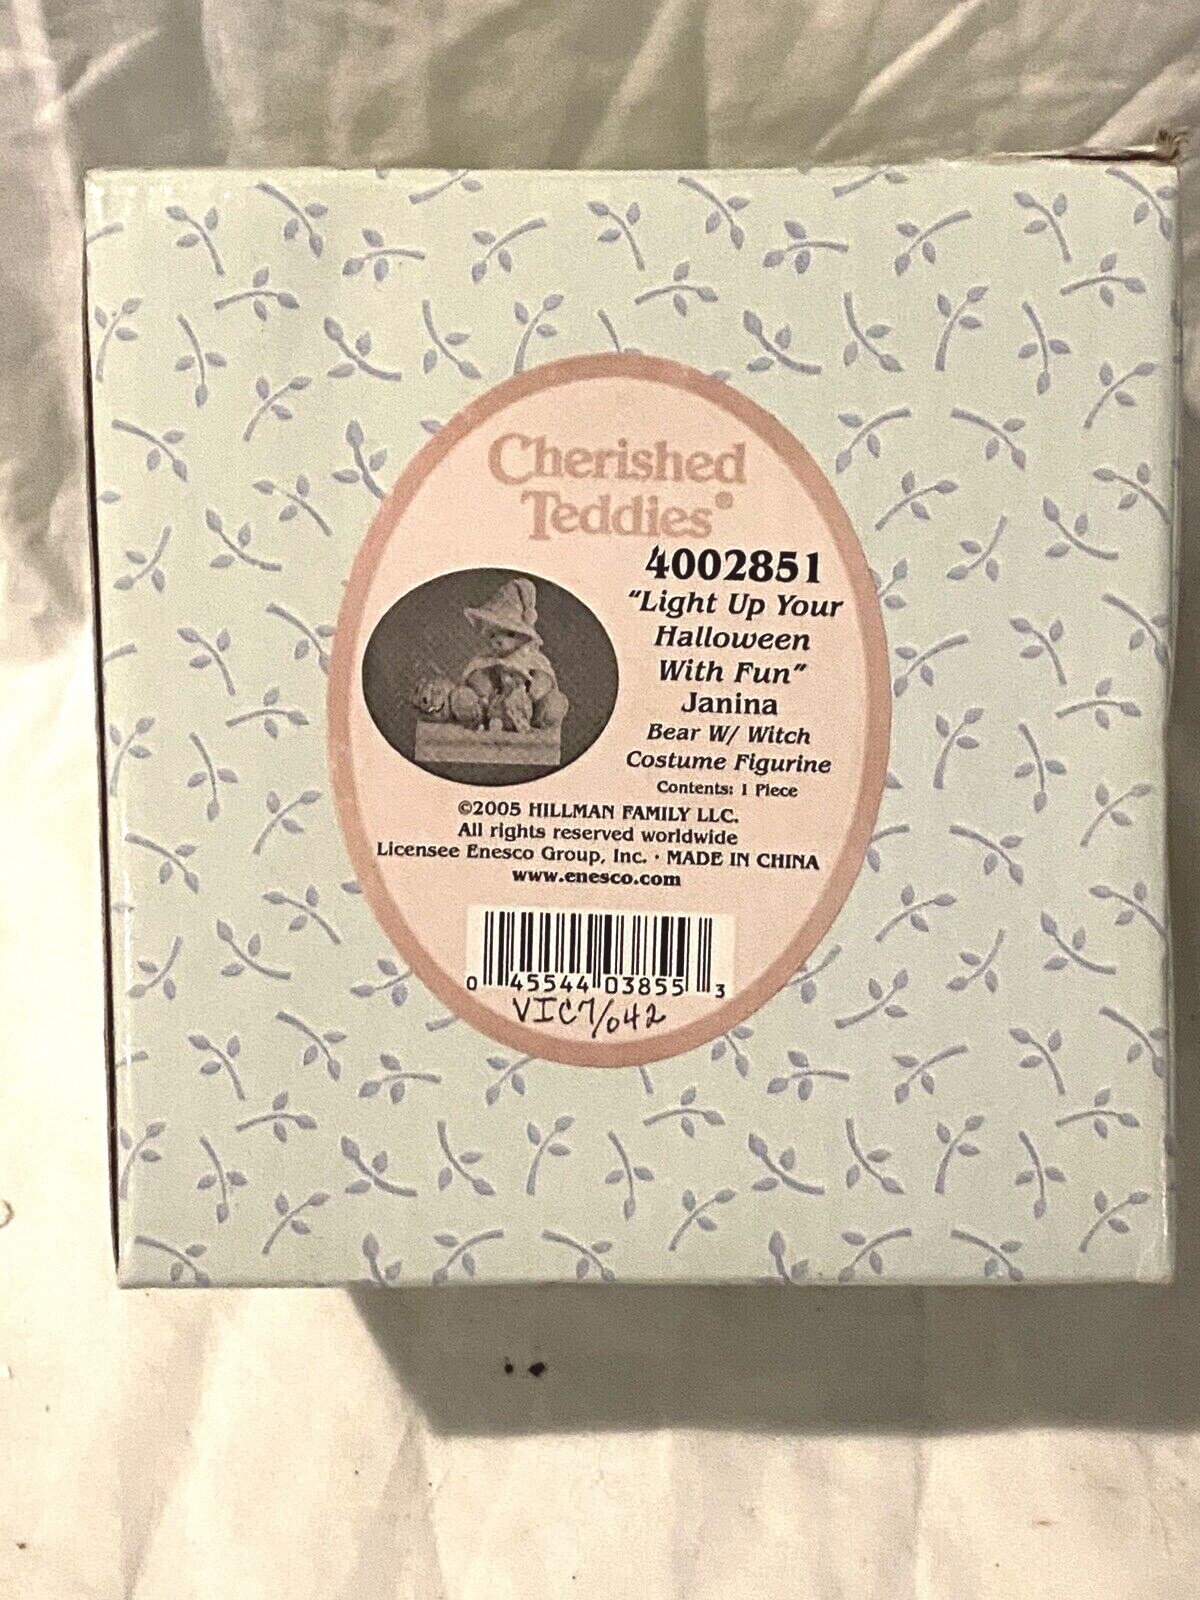 Cherished
Teddies®
4002851
"Light Up Your
Halloween
With Fun"
Janina
Bear W/ Witch
Costume Figurine
Contents: 1 Piece
©2005 HILLMAN FAMILY LLC.
All rights reserved worldwide
Licensee Enesco Group, Inc. · MADE IN CHINA
www.enesco.com
0 45544 03855 3
VIC7/042